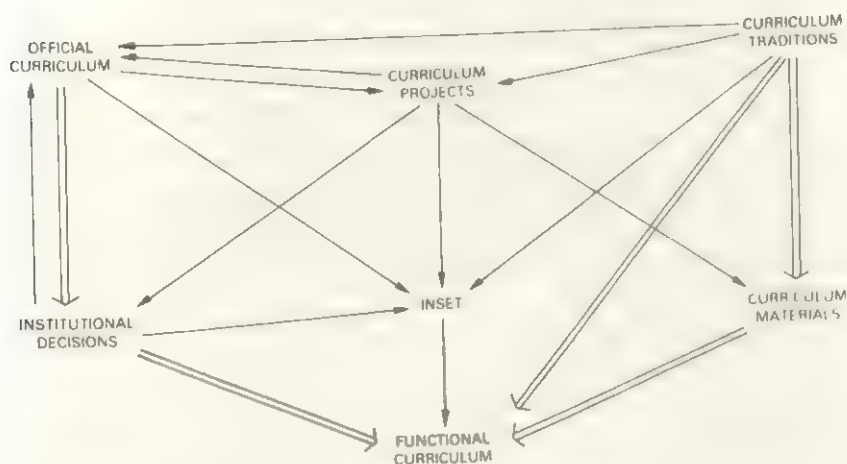 CURRICULUM
TRADITIONS
OFFICIAL
CURRICULUM
CURRICULUM
PROJECTS
INSTITUTIONAL
DECISIONS
INSET
CURRICULUM
MATERIALS
FUNCTIONAL
CURRICULUM